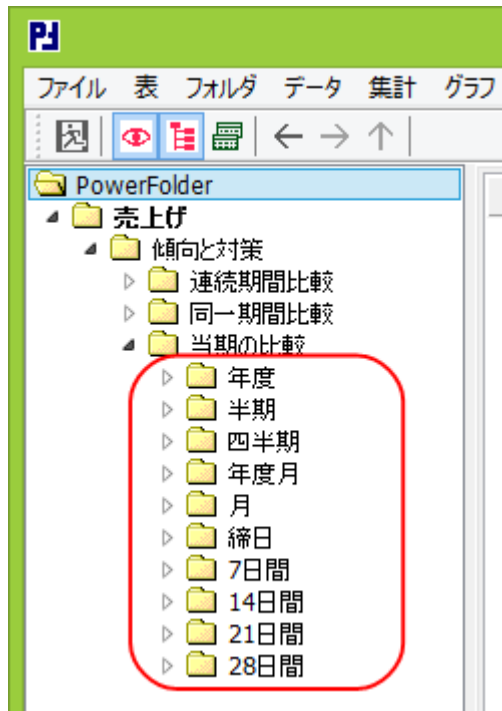 PJ
ファイル 表 フォルダ データ 集計 グラフ
PowerFolder
売上げ
傾向と対策
連続期間比較
同一期間比較
当期の比較
年度
半期
四半期
年度月
月
締日
7日間
14日間
21日間
28日間